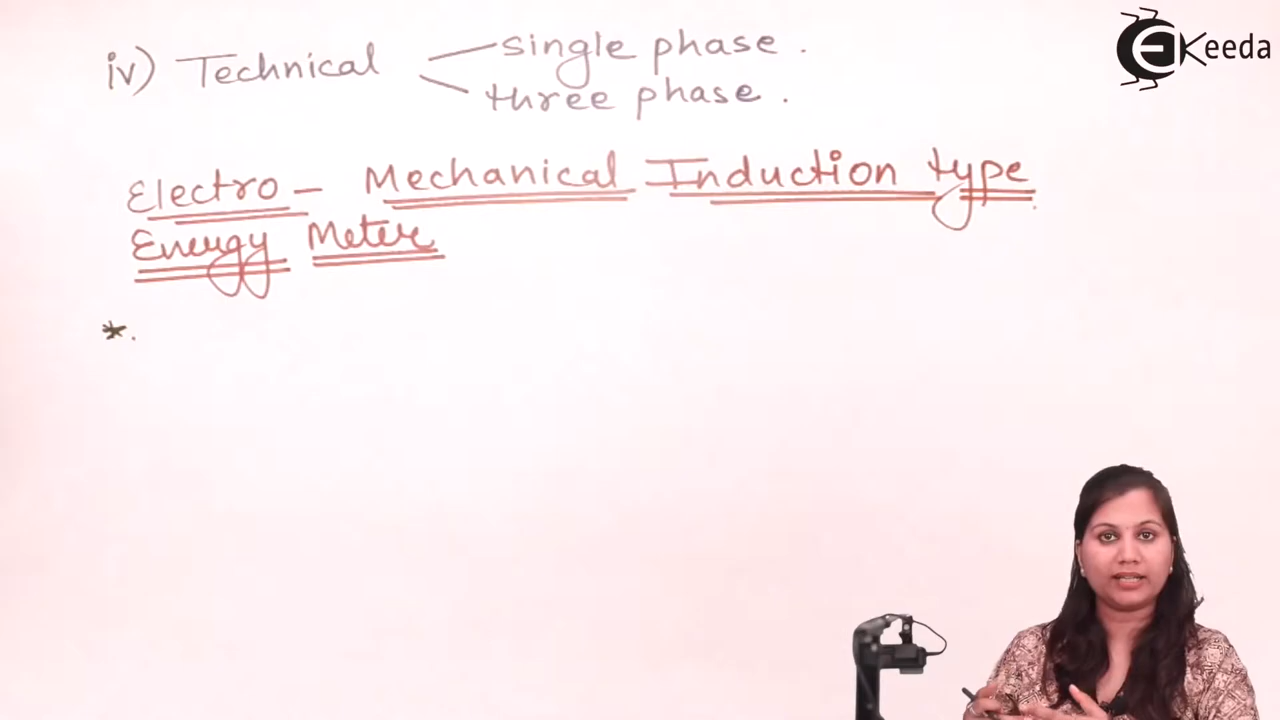 iv) Technical single phase .
three phase .
Electro - Mechanical Induction type
Energy Meter
*.
EKeeda